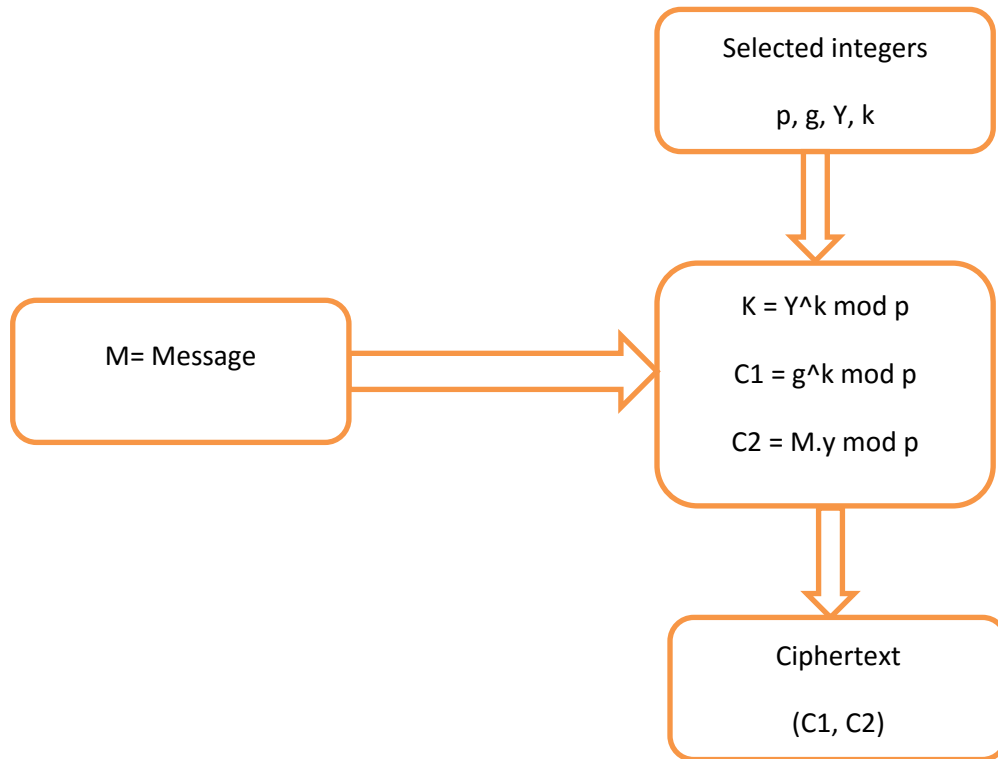 Selected integers
p, g, Y, k
M= Message
K = Y^k mod p
C1 = g^k mod p
C2 = M.y mod p
Ciphertext
(C1, C2)